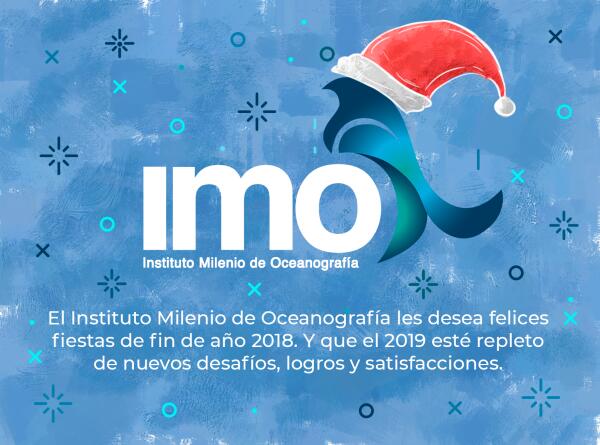 imo
Instituto Milenio de Oceanografía
El Instituto Milenio de Oceanografía les desea felices
fiestas de fin de año 2018. Y que el 2019 esté repleto
de nuevos desafíos, logros y satisfacciones.